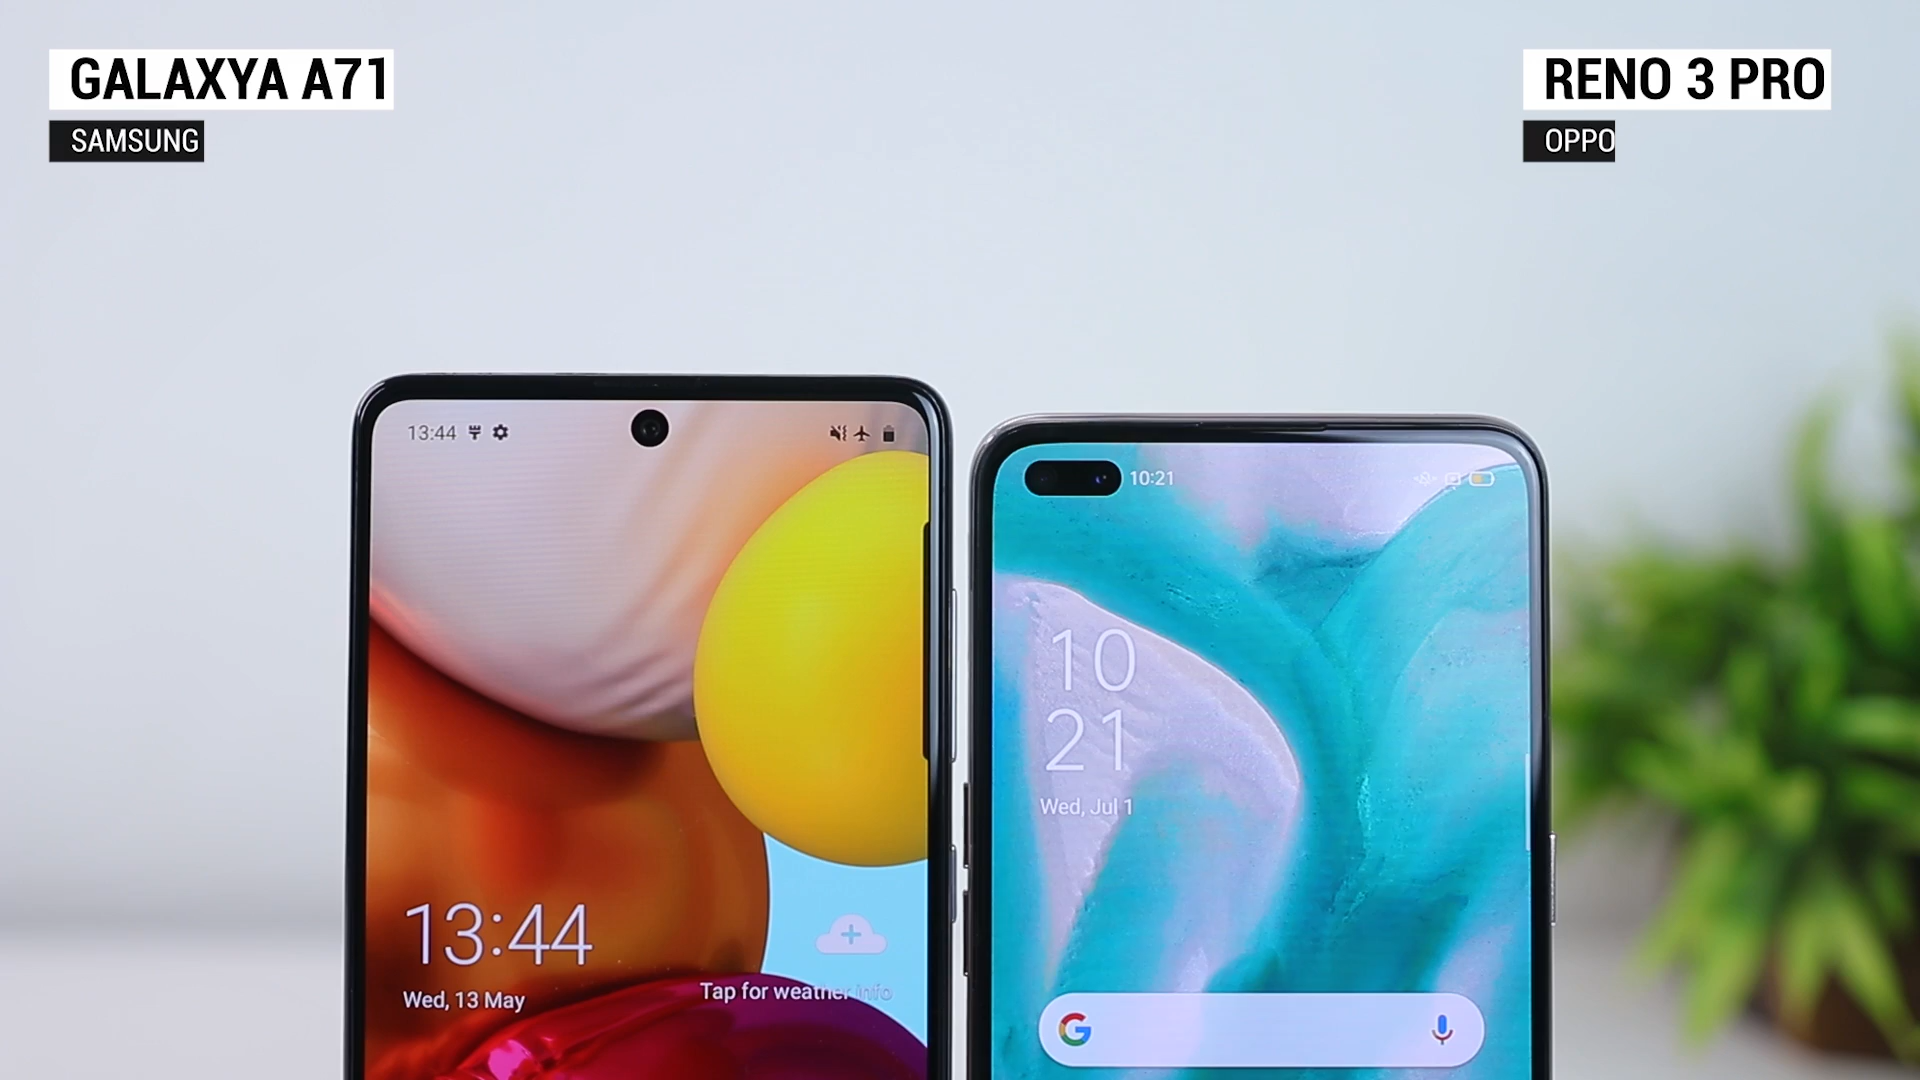 GALAXYA A71
SAMSUNG
RENO 3 PRO
OPPO
13:44
10:21
10
21
Wed, Jul 1
13:44
Wed, 13 May
Tap for weather info